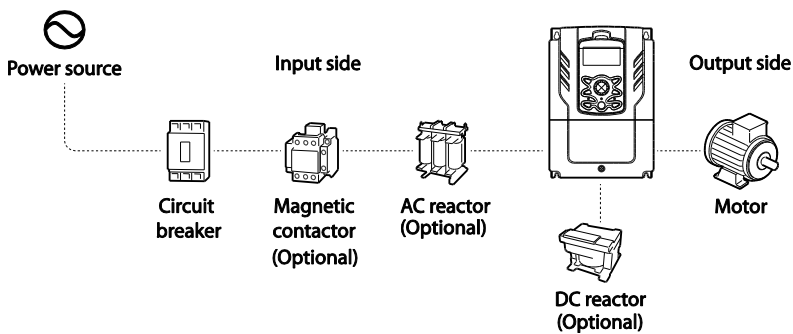 Power source
Input side
Output side
Circuit
breaker
Magnetic
contactor
(Optional)
AC reactor
(Optional)
Motor
DC reactor
(Optional)